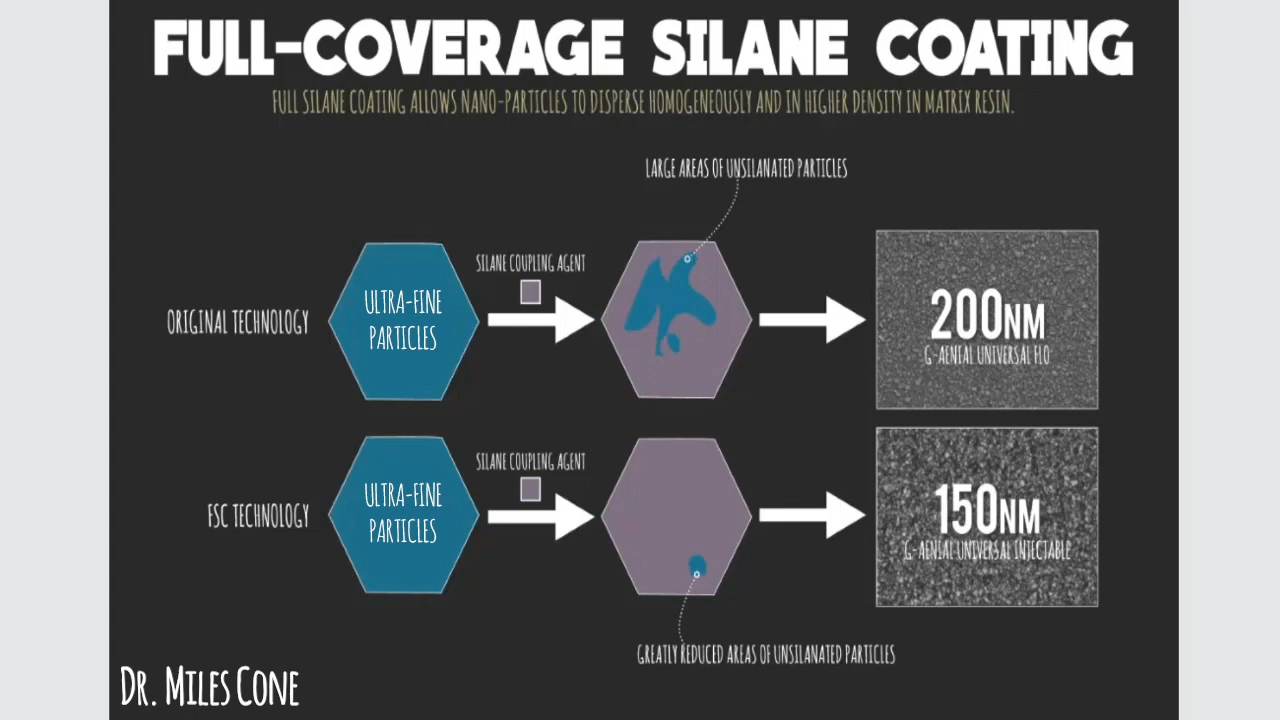 FULL-COVERAGE SILANE COATING
FULL SILANE COATING ALLOWS NANO-PARTICLES TO DISPERSE HOMOGENEOUSLY AND IN HIGHER DENSITY IN MATRIX RESIN.
LARGE AREAS OF UNSILANATED PARTICLES
ORIGINAL TECHNOLOGY
ULTRA-FINE
PARTICLES
SILANE COUPLING AGENT
200NM
G-AENIAL UNIVERSAL FLO
FSC TECHNOLOGY
ULTRA-FINE
PARTICLES
SILANE COUPLING AGENT
150NM
G-AENIAL UNIVERSAL INJECTABLE
GREATLY REDUCED AREAS OF UNSILANATED PARTICLES
DR. MILES CONE